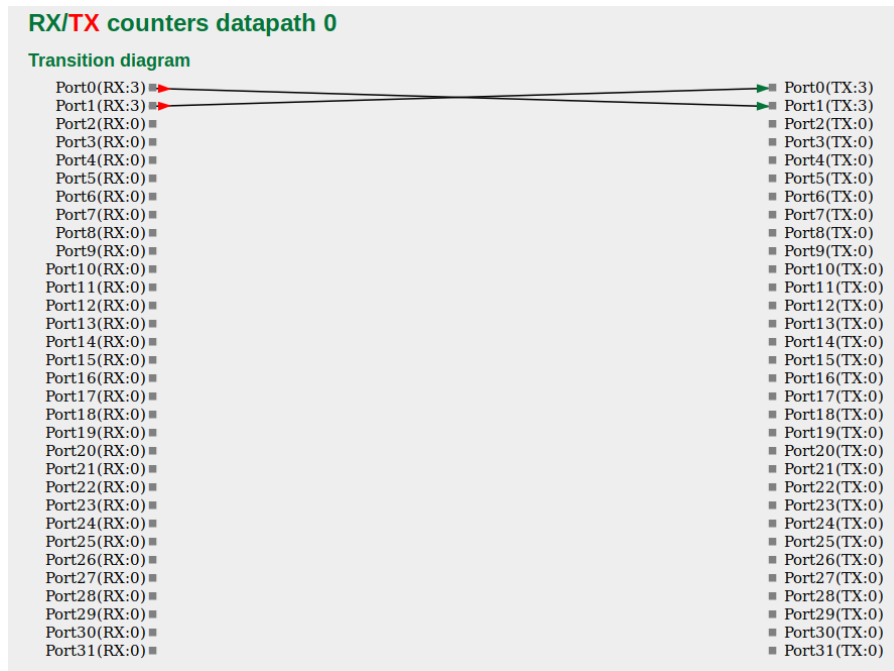 RX/TX counters datapath 0
Transition diagram
Port0(RX:3) Port0(TX:3)
Port1(RX:3) Port1(TX:3)
Port2(RX:0) Port2(TX:0)
Port3(RX:0) Port3(TX:0)
Port4(RX:0) Port4(TX:0)
Port5(RX:0) Port5(TX:0)
Port6(RX:0) Port6(TX:0)
Port7(RX:0) Port7(TX:0)
Port8(RX:0) Port8(TX:0)
Port9(RX:0) Port9(TX:0)
Port10(RX:0) Port10(TX:0)
Port11(RX:0) Port11(TX:0)
Port12(RX:0) Port12(TX:0)
Port13(RX:0) Port13(TX:0)
Port14(RX:0) Port14(TX:0)
Port15(RX:0) Port15(TX:0)
Port16(RX:0) Port16(TX:0)
Port17(RX:0) Port17(TX:0)
Port18(RX:0) Port18(TX:0)
Port19(RX:0) Port19(TX:0)
Port20(RX:0) Port20(TX:0)
Port21(RX:0) Port21(TX:0)
Port22(RX:0) Port22(TX:0)
Port23(RX:0) Port23(TX:0)
Port24(RX:0) Port24(TX:0)
Port25(RX:0) Port25(TX:0)
Port26(RX:0) Port26(TX:0)
Port27(RX:0) Port27(TX:0)
Port28(RX:0) Port28(TX:0)
Port29(RX:0) Port29(TX:0)
Port30(RX:0) Port30(TX:0)
Port31(RX:0) Port31(TX:0)